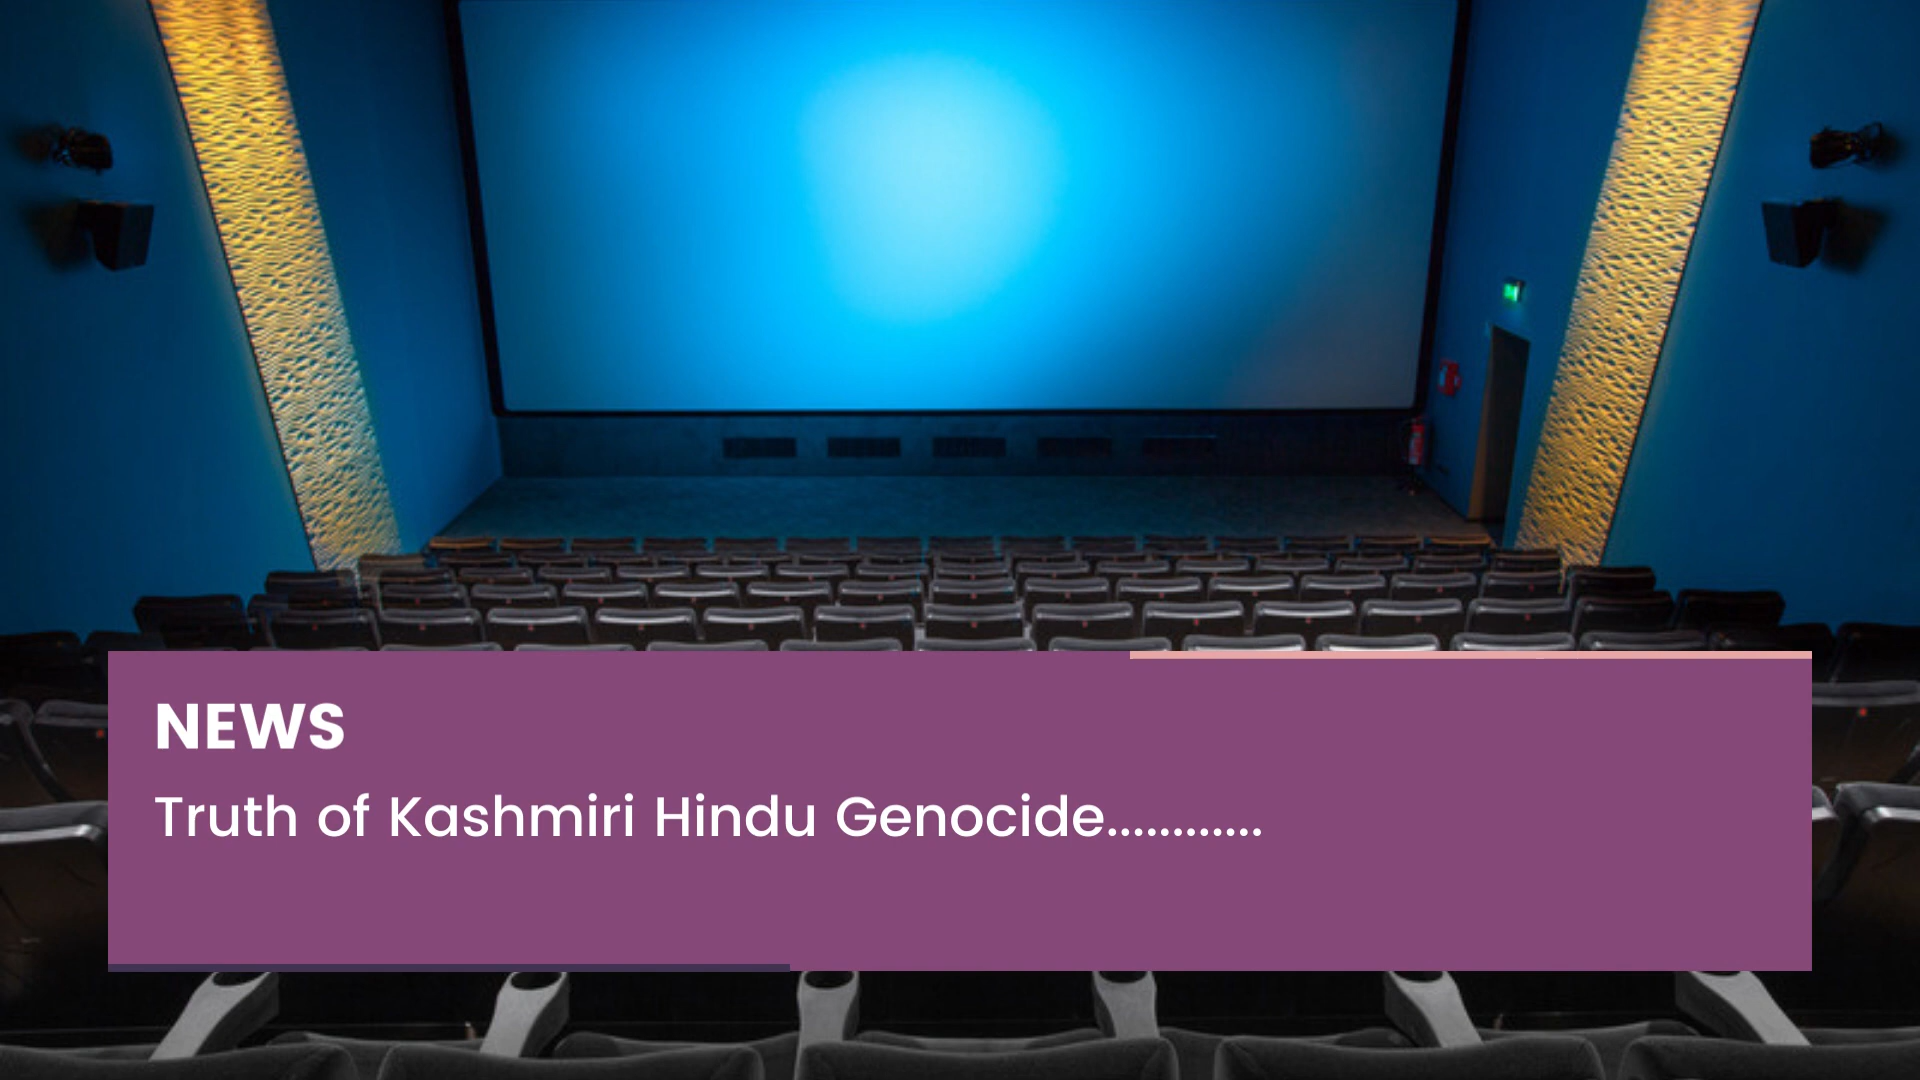 NEWS
Truth of Kashmiri Hindu Genocide............